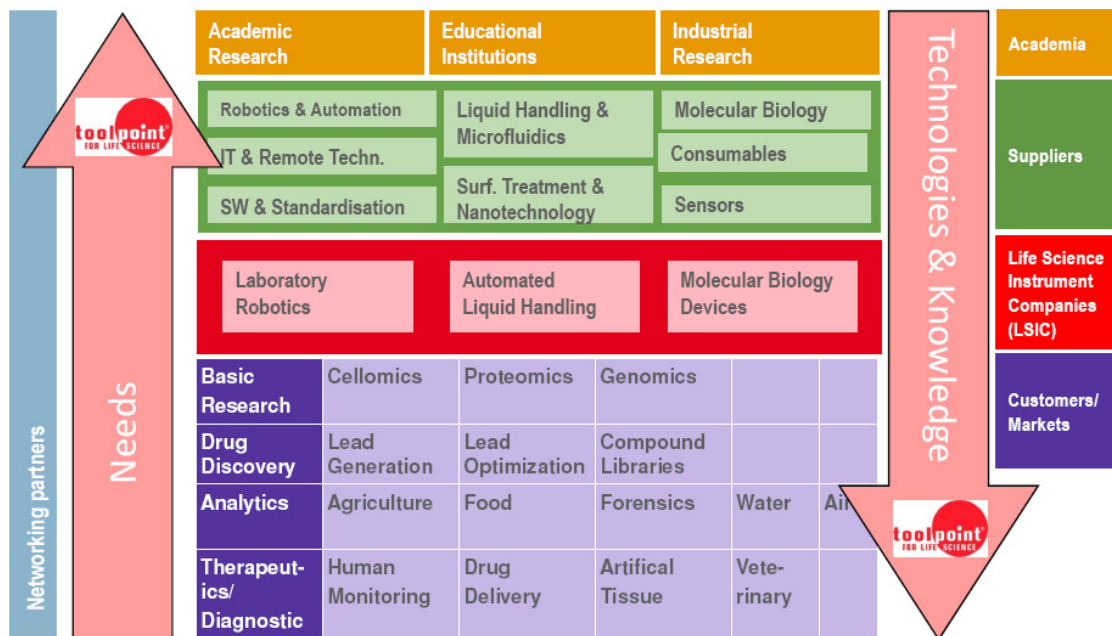 Academic
Research
Educational
Institutions
Industrial
Research
Academia
Robotics & Automation
Liquid Handling &
Microfluidics
Molecular Biology
IT & Remote Techn.
Consumables
SW & Standardisation
Surf. Treatment &
Nanotechnology
Sensors
Suppliers
Laboratory
Robotics
Automated
Liquid Handling
Molecular Biology
Devices
Life Science
Instrument
Companies
(LSIC)
Basic
Research
Cellomics
Proteomics
Genomics
Customers/
Markets
Drug
Discovery
Lead
Generation
Lead
Optimization
Compound
Libraries
Analytics
Agriculture
Food
Forensics
Water
Air
Therapeut-
ics/
Diagnostic
Human
Monitoring
Drug
Delivery
Artifical
Tissue
Vete-
rinary
Networking partners
Needs
toolpoint
FOR LIFE SCIENCE
Technologies & Knowledge
toolpoint
FOR LIFE SCIENCE